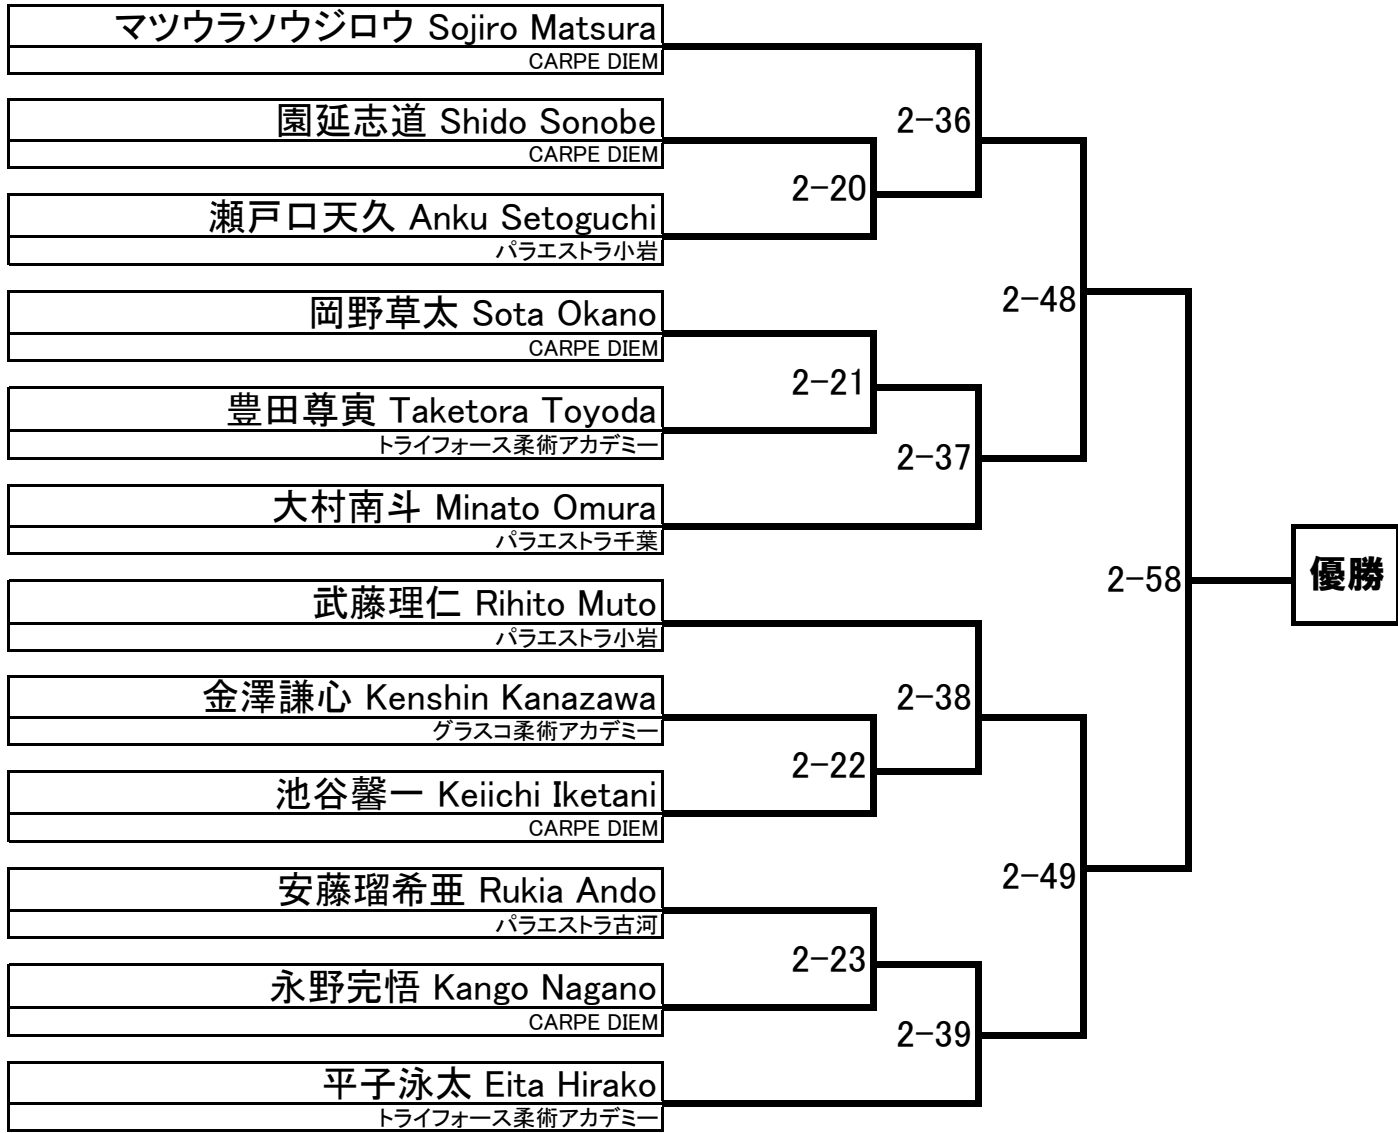 マツウラソウジロウ Sojiro Matsura
CARPE DIEM
園延志道 Shido Sonobe
CARPE DIEM
瀬戸口天久 Anku Setoguchi
パラエストラ小岩
岡野草太 Sota Okano
CARPE DIEM
豊田尊寅 Taketora Toyoda
トライフォース柔術アカデミー
大村南斗 Minato Omura
パラエストラ千葉
武藤理仁 Rihito Muto
パラエストラ小岩
金澤謙心 Kenshin Kanazawa
グラスコ柔術アカデミー
池谷馨一 Keiichi Iketani
CARPE DIEM
安藤瑠希亜 Rukia Ando
パラエストラ古河
永野完悟 Kango Nagano
CARPE DIEM
平子泳太 Eita Hirako
トライフォース柔術アカデミー
2-20
2-21
2-22
2-23
2-36
2-37
2-38
2-39
2-48
2-49
2-58
優勝